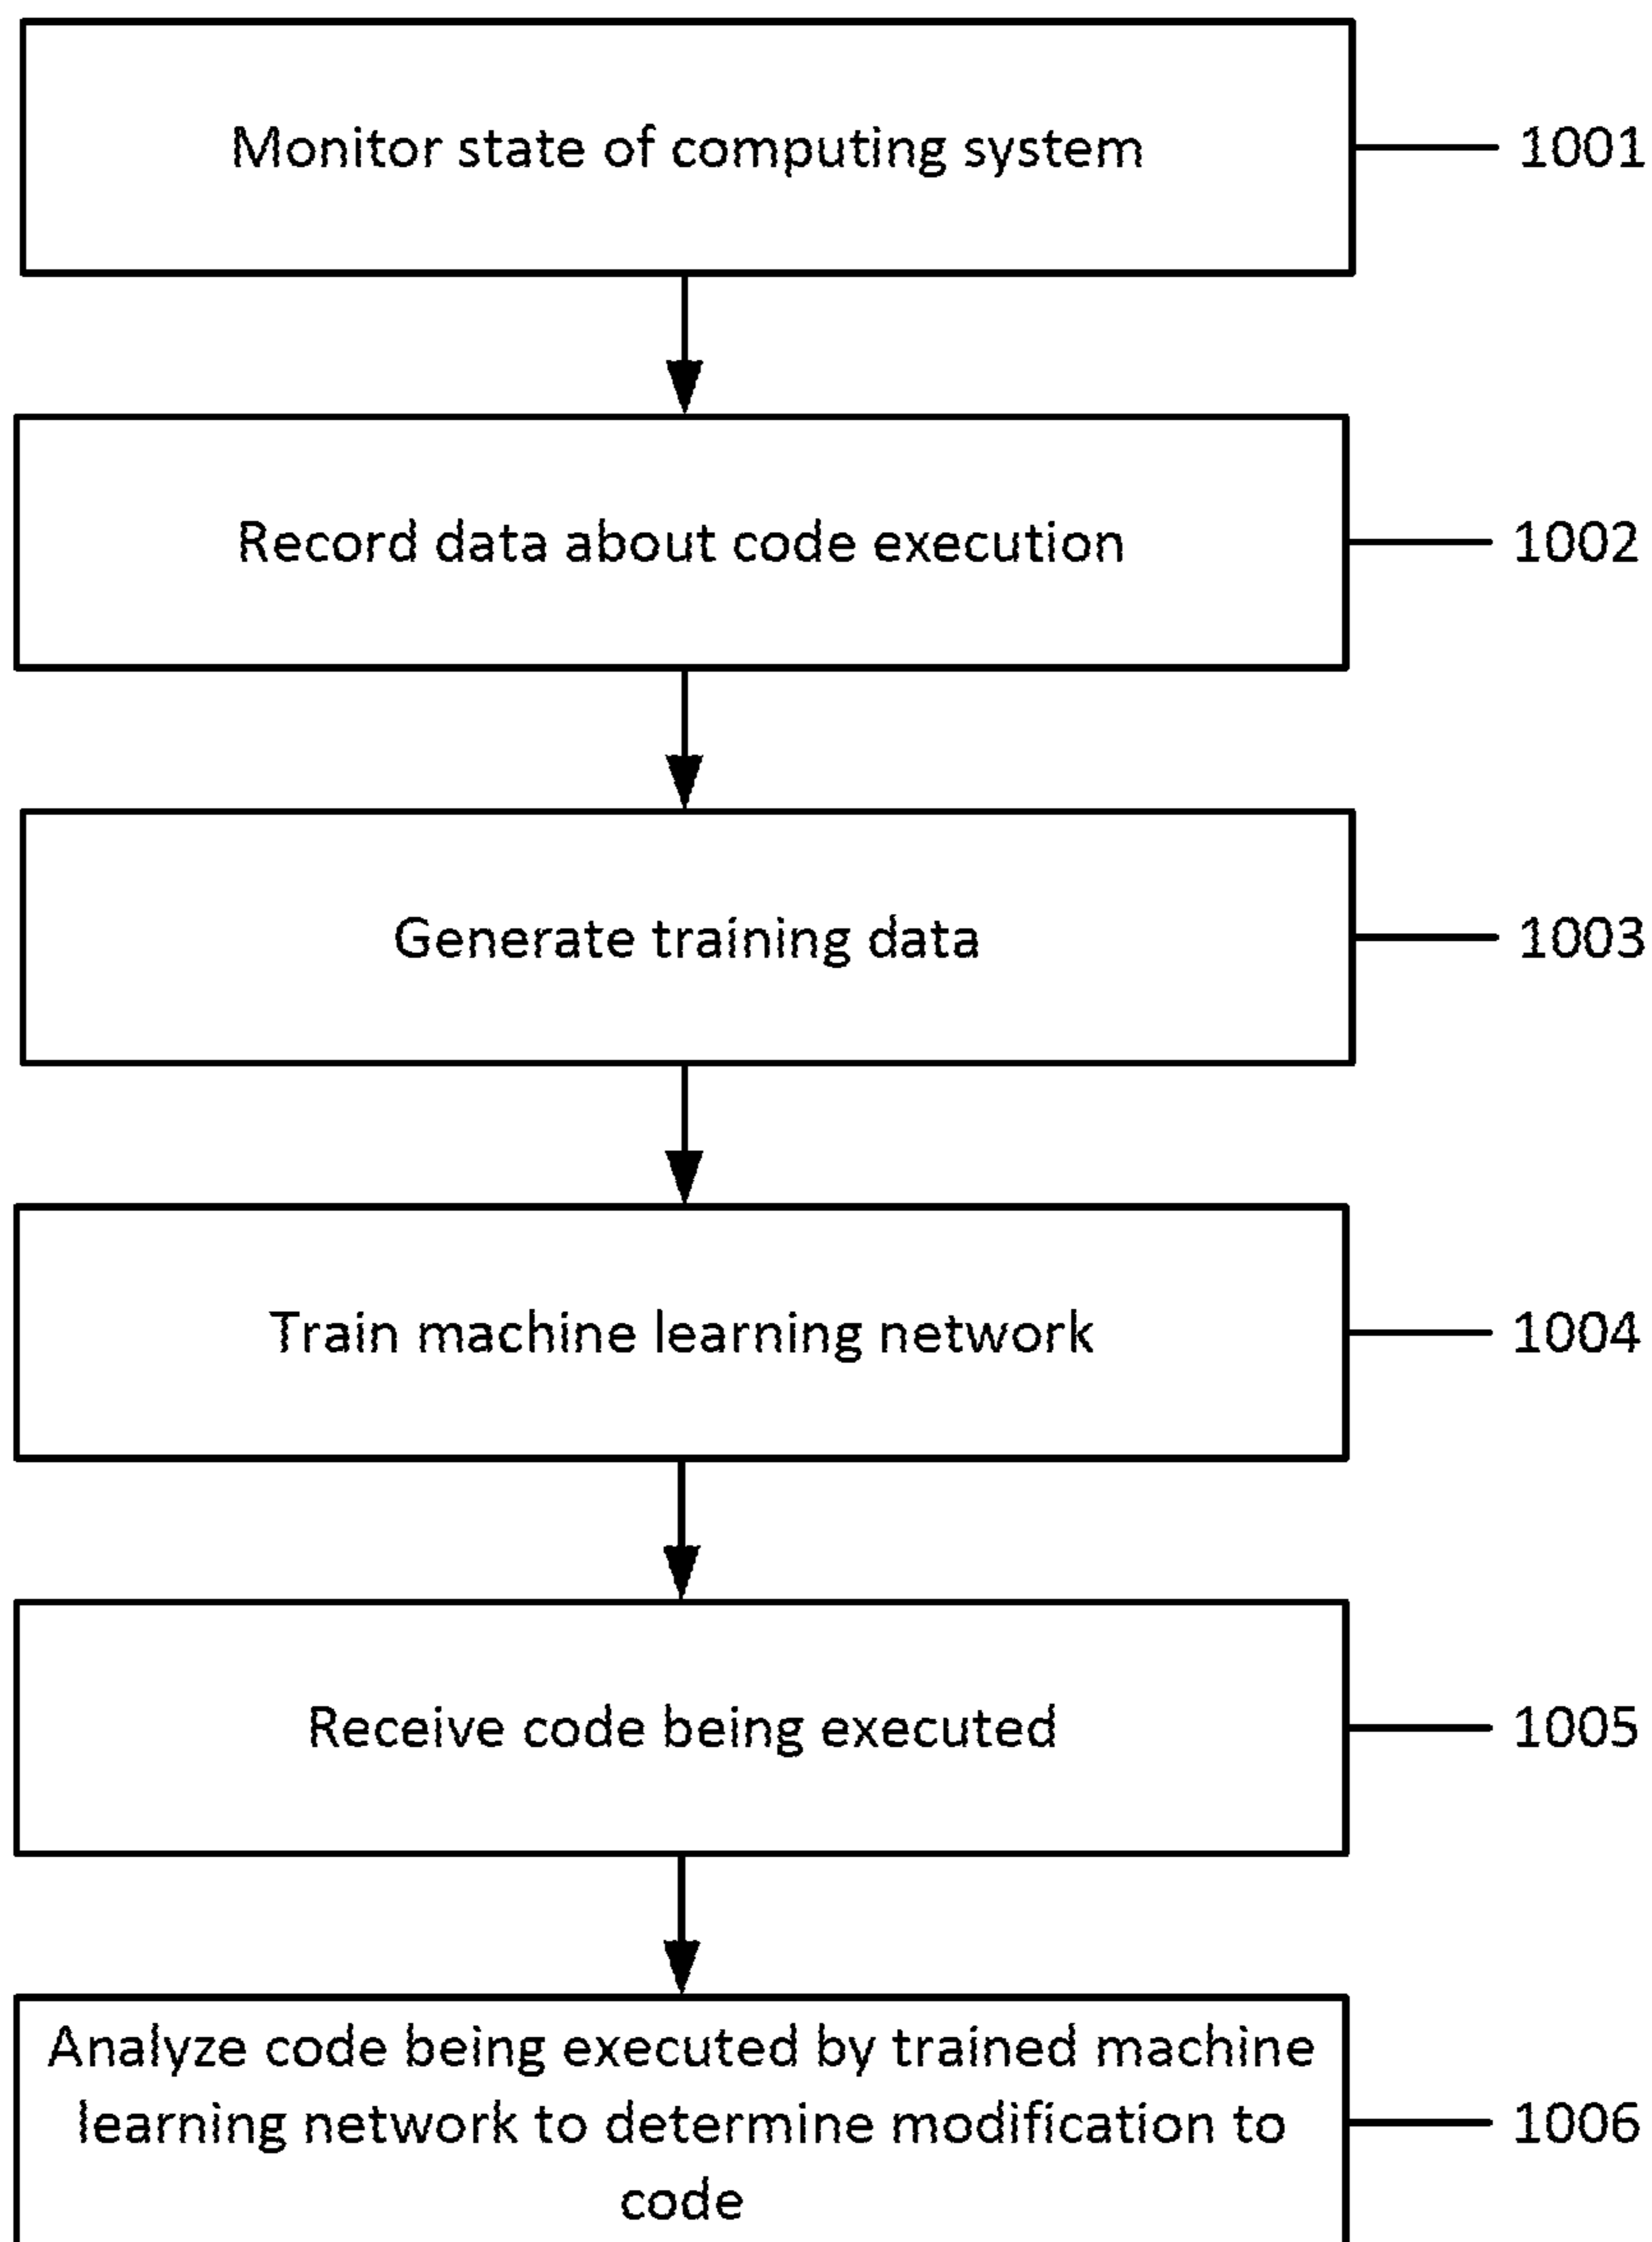 Monitor state of computing system
1001
Record data about code execution
1002
Generate training data
1003
Train machine learning network
1004
Receive code being executed
1005
Analyze code being executed by trained machine
learning network to determine modification to
code
1006